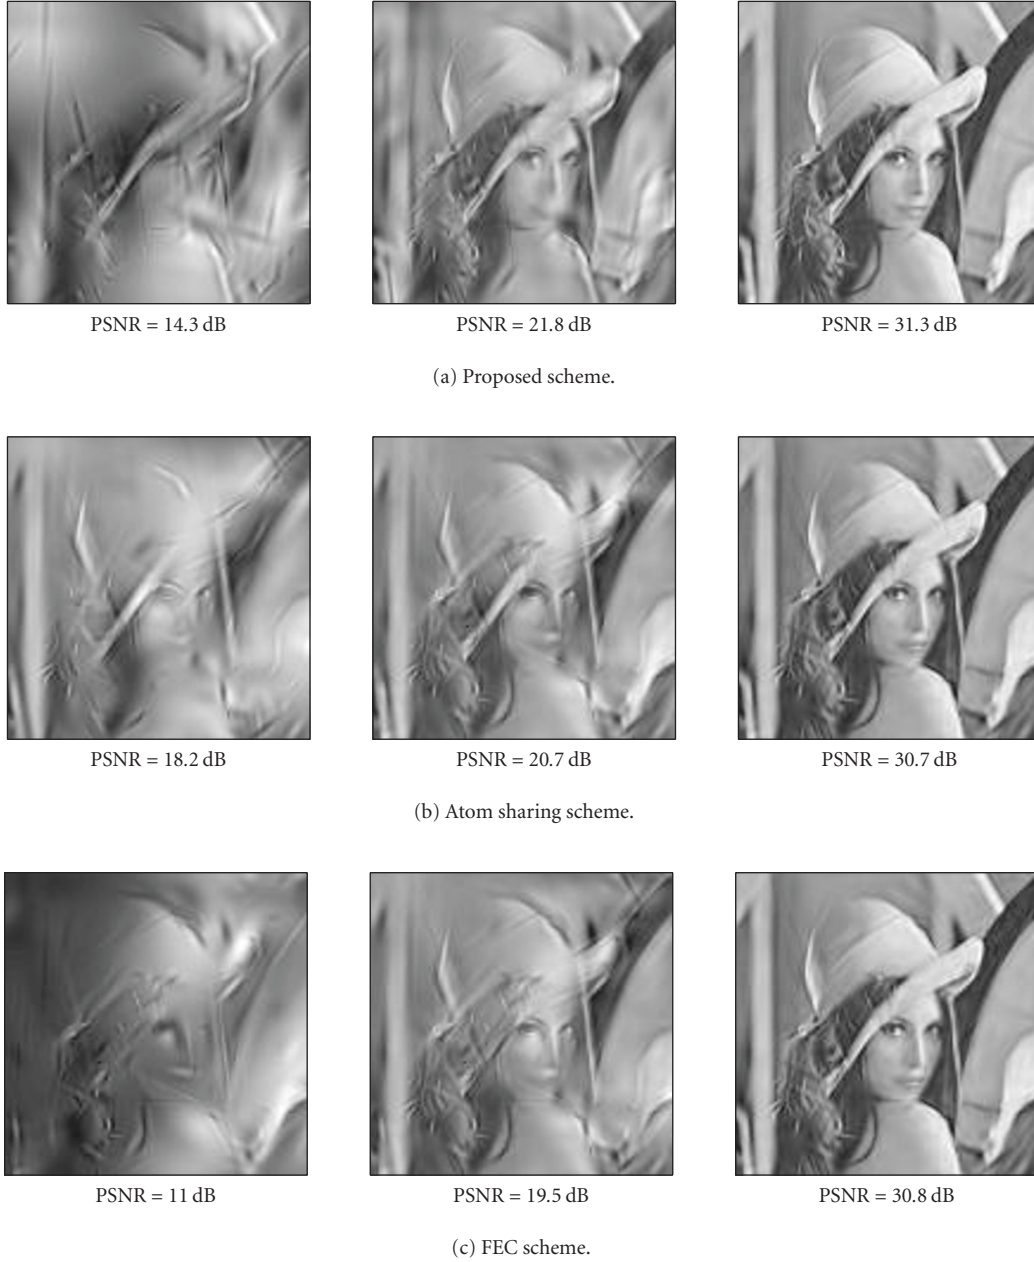 PSNR = 14.3 dB
PSNR = 21.8 dB
PSNR = 31.3 dB
(a) Proposed scheme.
PSNR = 18.2 dB
PSNR = 20.7 dB
PSNR = 30.7 dB
(b) Atom sharing scheme.
PSNR = 11 dB
PSNR = 19.5 dB
PSNR = 30.8 dB
(c) FEC scheme.